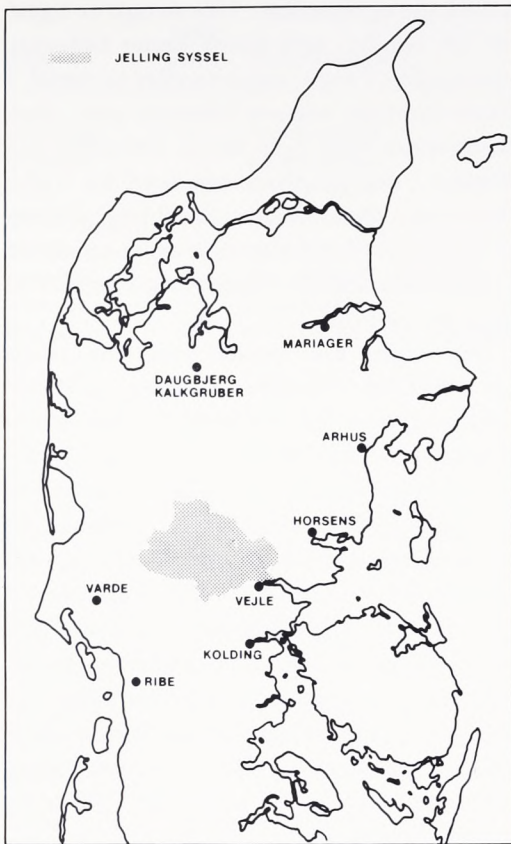 JELLING SYSSEL
MARIAGER
DAUGBJERG
KALKGRUBER
ARHUS
HORSENS
VARDE
VEJLE
KOLDING
RIBE